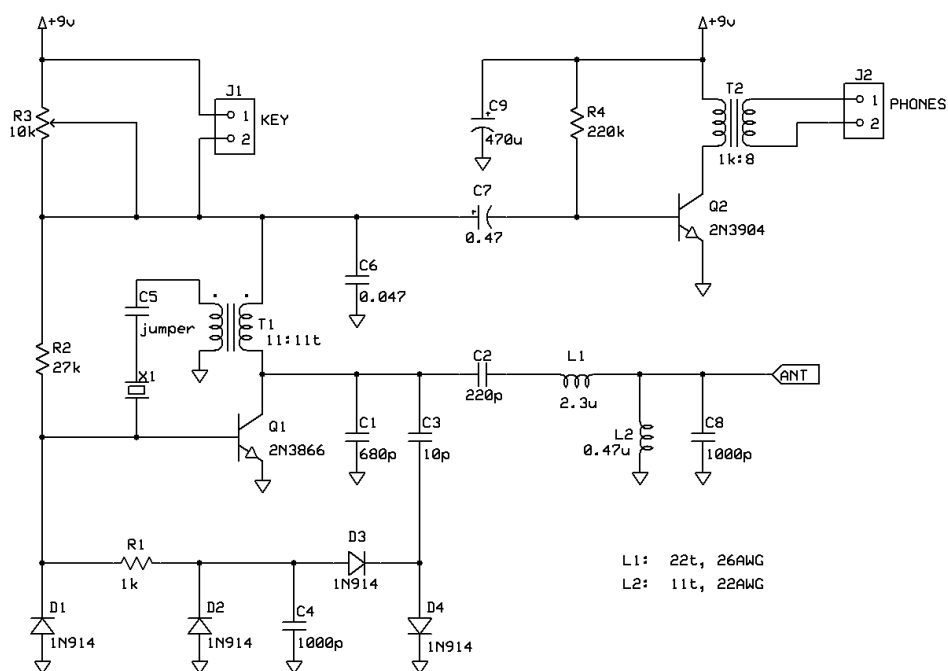 +9v
+9v
J1
1
KEY
2
R3
10k
C9
+
470u
R4
220k
T2
1k:8
J2
1
PHONES
2
C7
+
0.47
Q2
2N3904
C6
0.047
C5
jumper
T1
11:11t
R2
27k
X1
C2
220p
L1
2.3u
ANT
Q1
2N3866
C1
680p
C3
10p
L2
0.47u
C8
1000p
R1
1k
D3
1N914
L1: 22t, 26AWG
L2: 11t, 22AWG
D1
1N914
D2
1N914
C4
1000p
D4
1N914